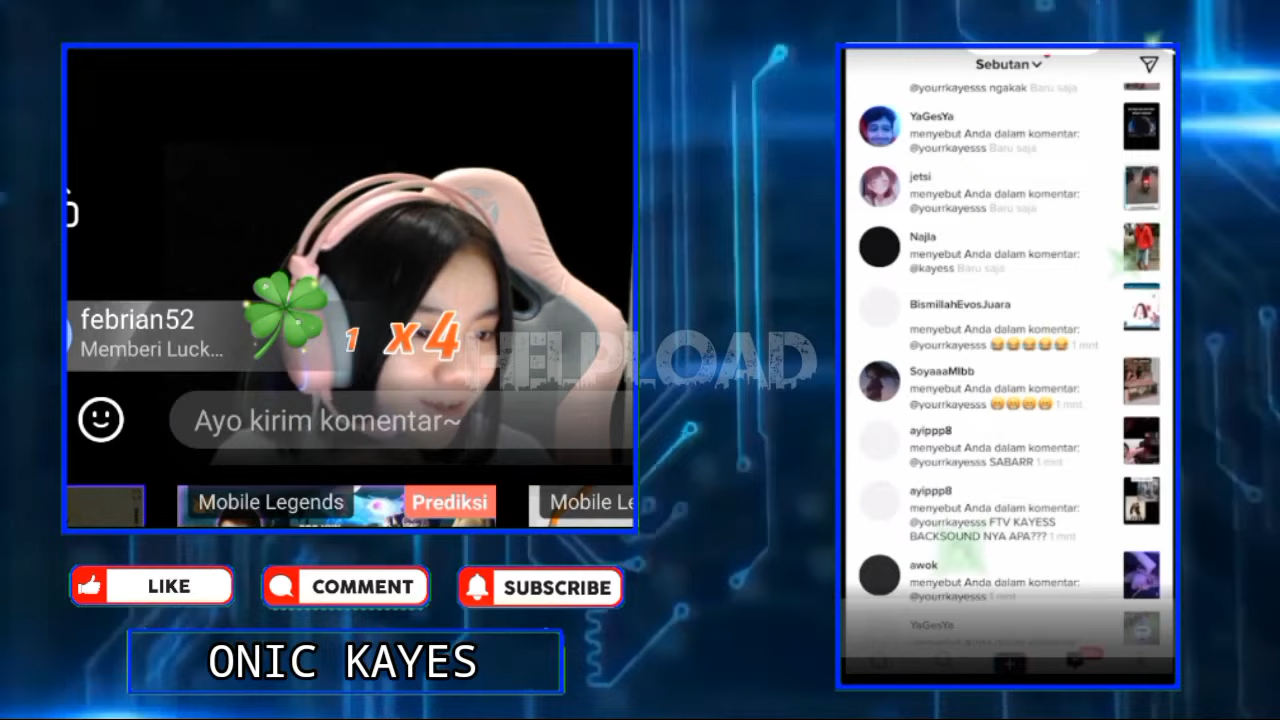 febrian52
Memberi Luck...
1 x4
Ayo kirim komentar~
Mobile Legends
Prediksi
Mobile Le
LIKE
COMMENT
SUBSCRIBE
ONIC KAYES
HELPLOAD
Sebutan
@yourrkayesss ngakak Baru saja
YaGesYa
menyebut Anda dalam komentar:
@yourrkayesss Baru saja
jetsi
menyebut Anda dalam komentar:
@yourrkayesss Baru saja
Najla
menyebut Anda dalam komentar:
@kayess Baru saja
BismillahEvosJuara
menyebut Anda dalam komentar:
@yourrkayesss 😂😂😂😂😂 1 mnt
SoyaaaMlbb
menyebut Anda dalam komentar:
@yourrkayesss 😁😁😁😁 1 mnt
ayippp8
menyebut Anda dalam komentar:
@yourrkayesss SABARR 1 mnt
ayippp8
menyebut Anda dalam komentar:
@yourrkayesss FTV KAYESS
BACKSOUND NYA APA??? 1 mnt
awok
menyebut Anda dalam komentar:
@yourrkayesss 1 mnt
YaGesYa